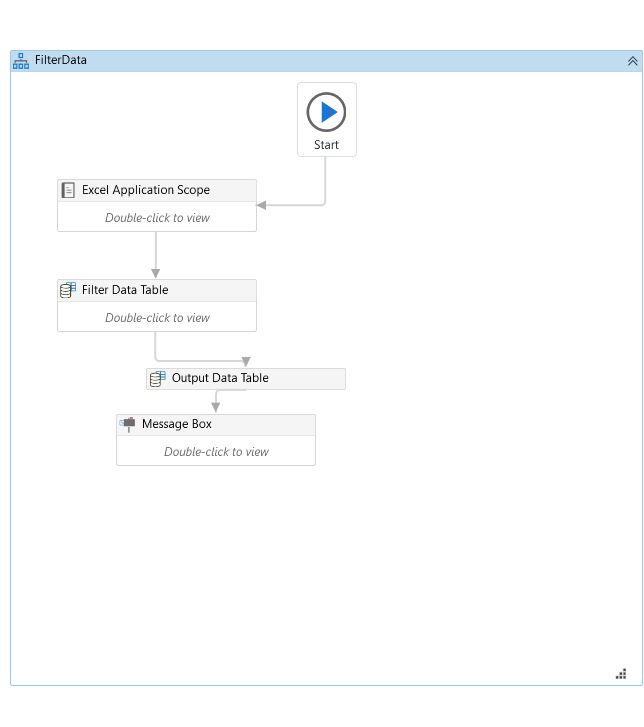 FilterData
Start
Excel Application Scope
Double-click to view
Filter Data Table
Double-click to view
Output Data Table
Message Box
Double-click to view